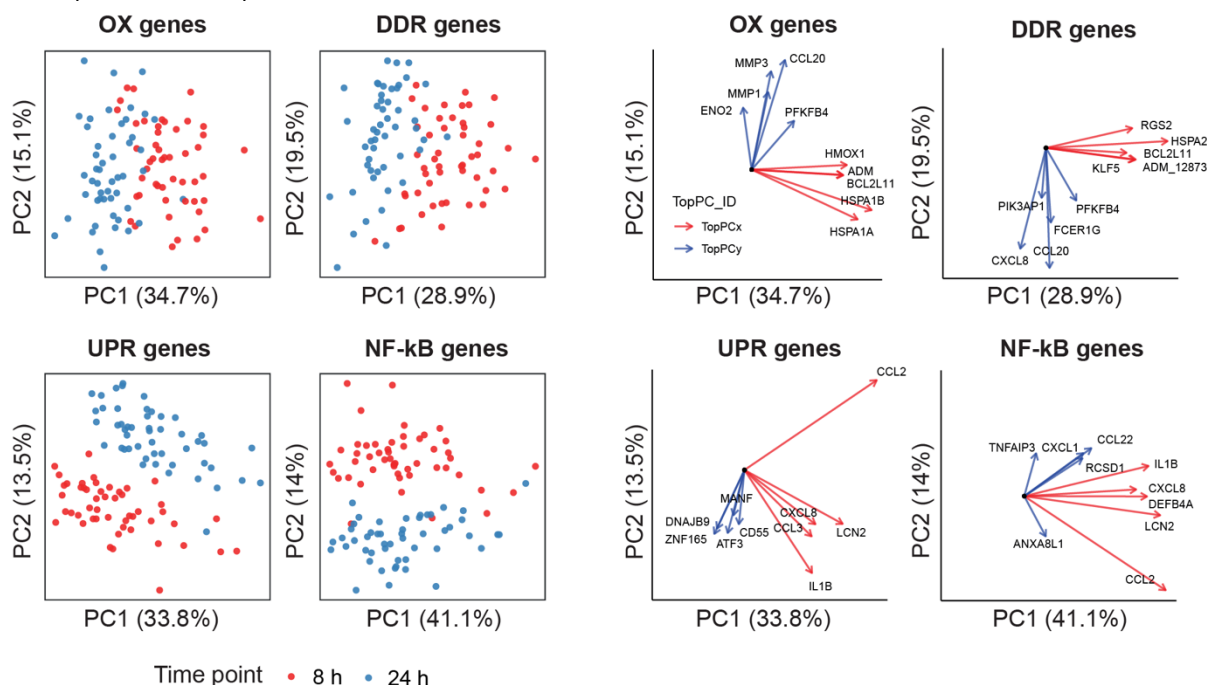 OX genes
DDR genes
PC2 (15.1%)
PC1 (34.7%)
PC2 (19.5%)
PC1 (28.9%)
UPR genes
NF-kB genes
PC2 (13.5%)
PC1 (33.8%)
PC2 (14%)
PC1 (41.1%)
Time point 8 h 24 h
OX genes
PC2 (15.1%)
MMP3
CCL20
MMP1
ENO2
PFKFB4
HMOX1
ADM
BCL2L11
HSPA1B
HSPA1A
TopPC_ID
TopPCx
TopPCy
PC1 (34.7%)
DDR genes
PC2 (19.5%)
RGS2
HSPA2
BCL2L11
KLF5
ADM_12873
PIK3AP1
PFKFB4
FCER1G
CCL20
CXCL8
PC1 (28.9%)
UPR genes
PC2 (13.5%)
CCL2
MANF
DNAJB9
CXCL8
ZNF165
ATF3
CD55
CCL3
LCN2
IL1B
PC1 (33.8%)
NF-kB genes
PC2 (14%)
TNFAIP3
CXCL1
CCL22
RCSD1
IL1B
CXCL8
DEFB4A
LCN2
ANXA8L1
CCL2
PC1 (41.1%)